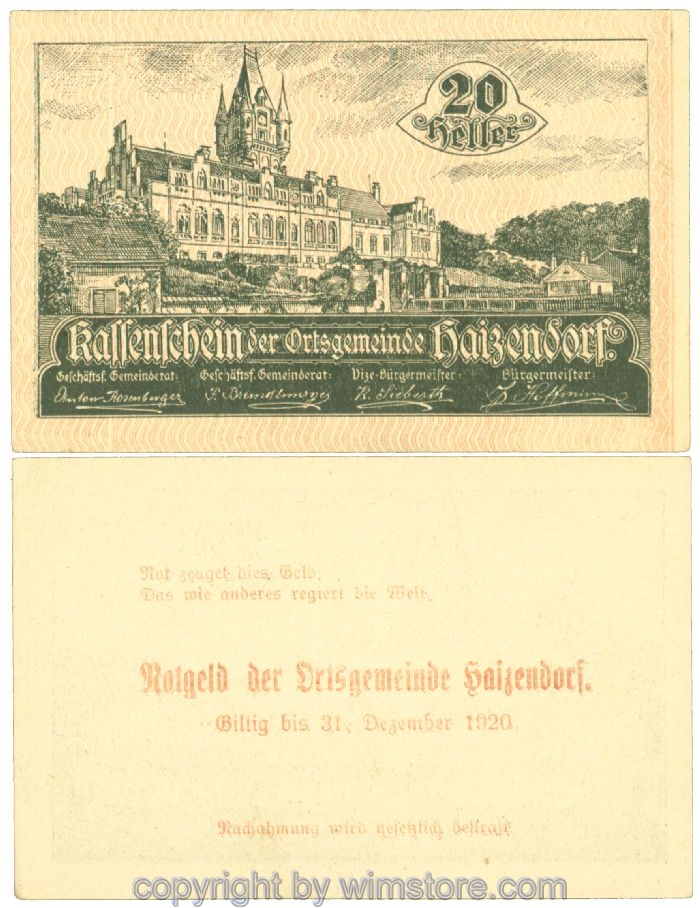 20
Heller
Kassenschein der Ortsgemeinde Haizendorf.
Geschäftsf. Gemeinderat: Geschäftsf. Gemeinderat: Vize-Bürgermeister: Bürgermeister:
Anton Rosenberger K. Sieberth
Not zeuget dies Geld,
Das wie anderes regiert die Welt.
Notgeld der Ortsgemeinde Haizendorf.
Giltig bis 31. Dezember 1920.
Nachahmung wird gesetzlich bestraft
copyright by wimstore.com